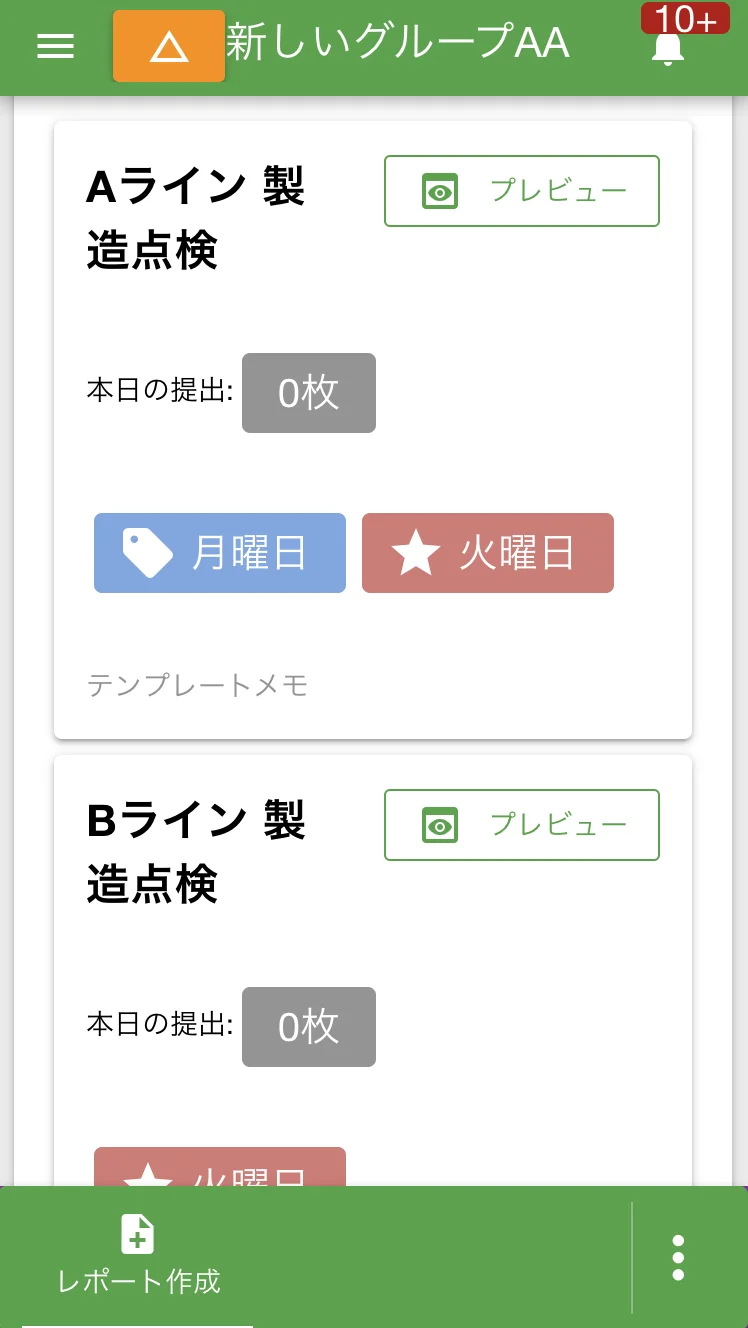 新しいグループAA
10+
Aライン 製
造点検
プレビュー
本日の提出:
0枚
月曜日
火曜日
テンプレートメモ
Bライン 製
造点検
プレビュー
本日の提出:
0枚
火曜日
レポート作成